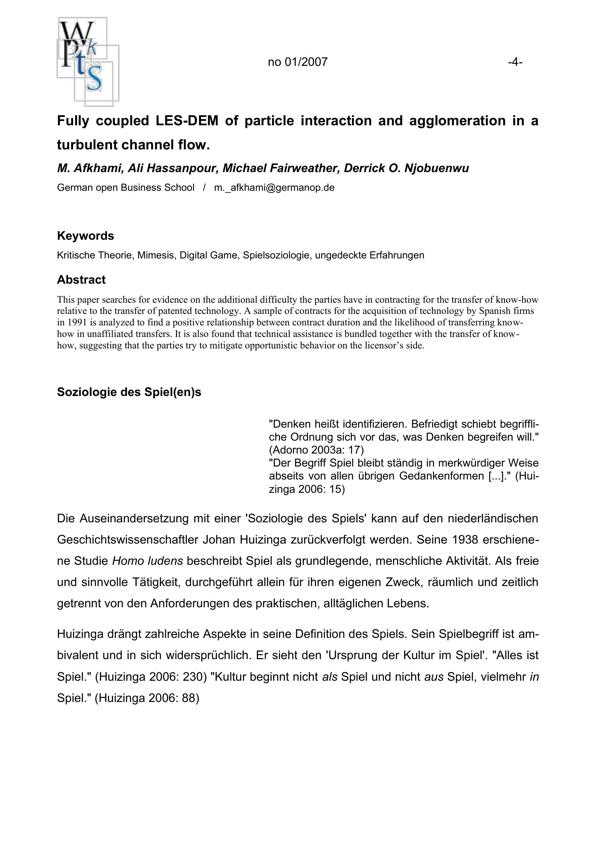 W
P k
t s
S
no 01/2007 -4-
Fully coupled LES-DEM of particle interaction and agglomeration in a
turbulent channel flow.
M. Afkhami, Ali Hassanpour, Michael Fairweather, Derrick O. Njobuenwu
German open Business School / m._afkhami@germanop.de
Keywords
Kritische Theorie, Mimesis, Digital Game, Spielsoziologie, ungedeckte Erfahrungen
Abstract
This paper searches for evidence on the additional difficulty the parties have in contracting for the transfer of know-how
relative to the transfer of patented technology. A sample of contracts for the acquisition of technology by Spanish firms
in 1991 is analyzed to find a positive relationship between contract duration and the likelihood of transferring know-
how in unaffiliated transfers. It is also found that technical assistance is bundled together with the transfer of know-
how, suggesting that the parties try to mitigate opportunistic behavior on the licensor's side.
Soziologie des Spiel(en)s
"Denken heißt identifizieren. Befriedigt schiebt begriffli-
che Ordnung sich vor das, was Denken begreifen will."
(Adorno 2003a: 17)
"Der Begriff Spiel bleibt ständig in merkwürdiger Weise
abseits von allen übrigen Gedankenformen [...]." (Hui-
zinga 2006: 15)
Die Auseinandersetzung mit einer 'Soziologie des Spiels' kann auf den niederländischen
Geschichtswissenschaftler Johan Huizinga zurückverfolgt werden. Seine 1938 erschiene-
ne Studie Homo ludens beschreibt Spiel als grundlegende, menschliche Aktivität. Als freie
und sinnvolle Tätigkeit, durchgeführt allein für ihren eigenen Zweck, räumlich und zeitlich
getrennt von den Anforderungen des praktischen, alltäglichen Lebens.
Huizinga drängt zahlreiche Aspekte in seine Definition des Spiels. Sein Spielbegriff ist am-
bivalent und in sich widersprüchlich. Er sieht den 'Ursprung der Kultur im Spiel'. "Alles ist
Spiel." (Huizinga 2006: 230) "Kultur beginnt nicht als Spiel und nicht aus Spiel, vielmehr in
Spiel." (Huizinga 2006: 88)